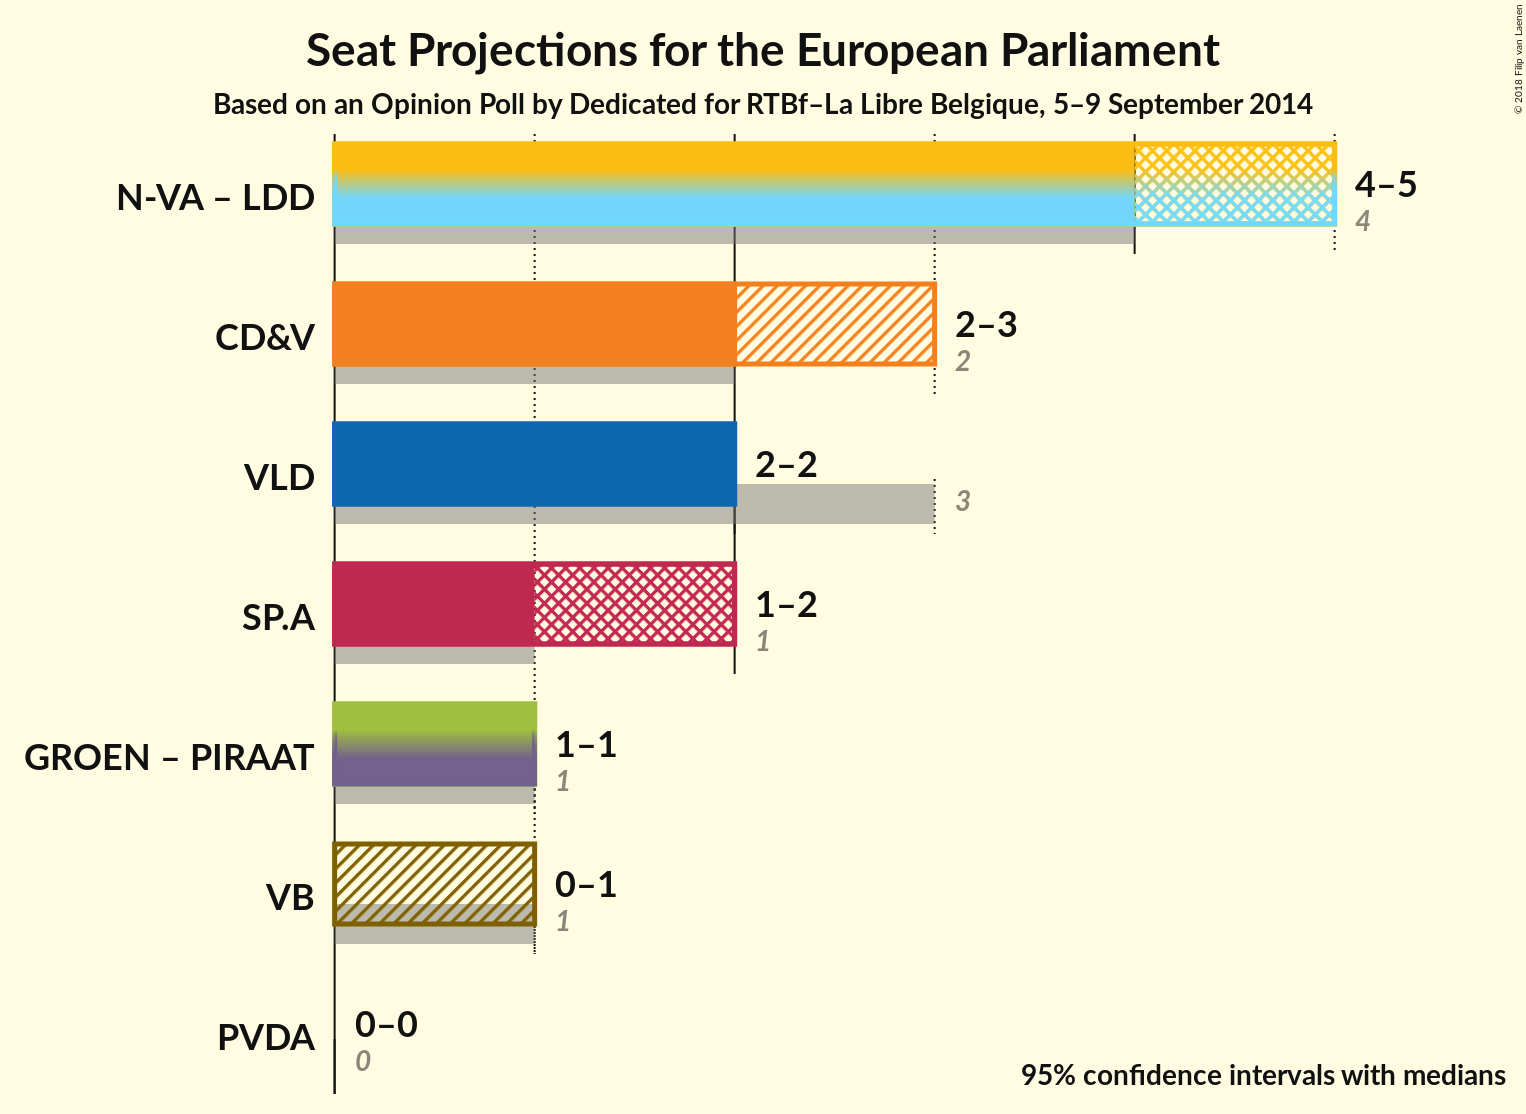 Seat Projections for the European Parliament
Based on an Opinion Poll by Dedicated for RTBf–La Libre Belgique, 5–9 September 2014
© 2018 Filip van Laenen
N-VA – LDD
4–5
4
CD&V
2–3
2
VLD
2–2
3
SP.A
1–2
1
GROEN – PIRAAT
1–1
1
VB
0–1
1
PVDA
0–0
0
95% confidence intervals with medians